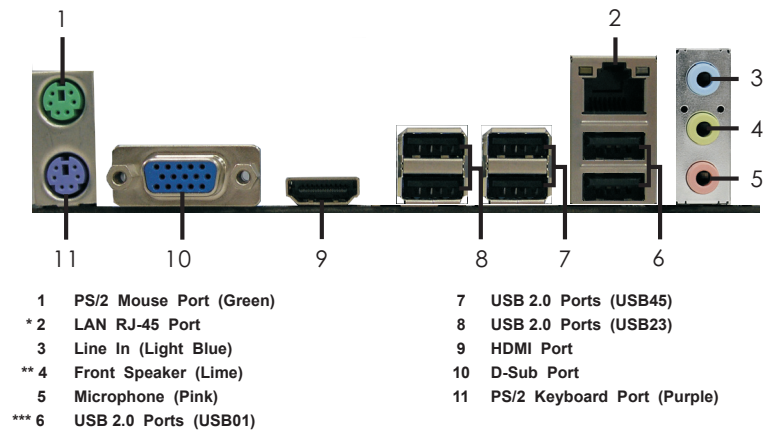 1
2
3
4
5
11
10
9
8
7
6
1 PS/2 Mouse Port (Green)
* 2 LAN RJ-45 Port
3 Line In (Light Blue)
** 4 Front Speaker (Lime)
5 Microphone (Pink)
*** 6 USB 2.0 Ports (USB01)
7 USB 2.0 Ports (USB45)
8 USB 2.0 Ports (USB23)
9 HDMI Port
10 D-Sub Port
11 PS/2 Keyboard Port (Purple)